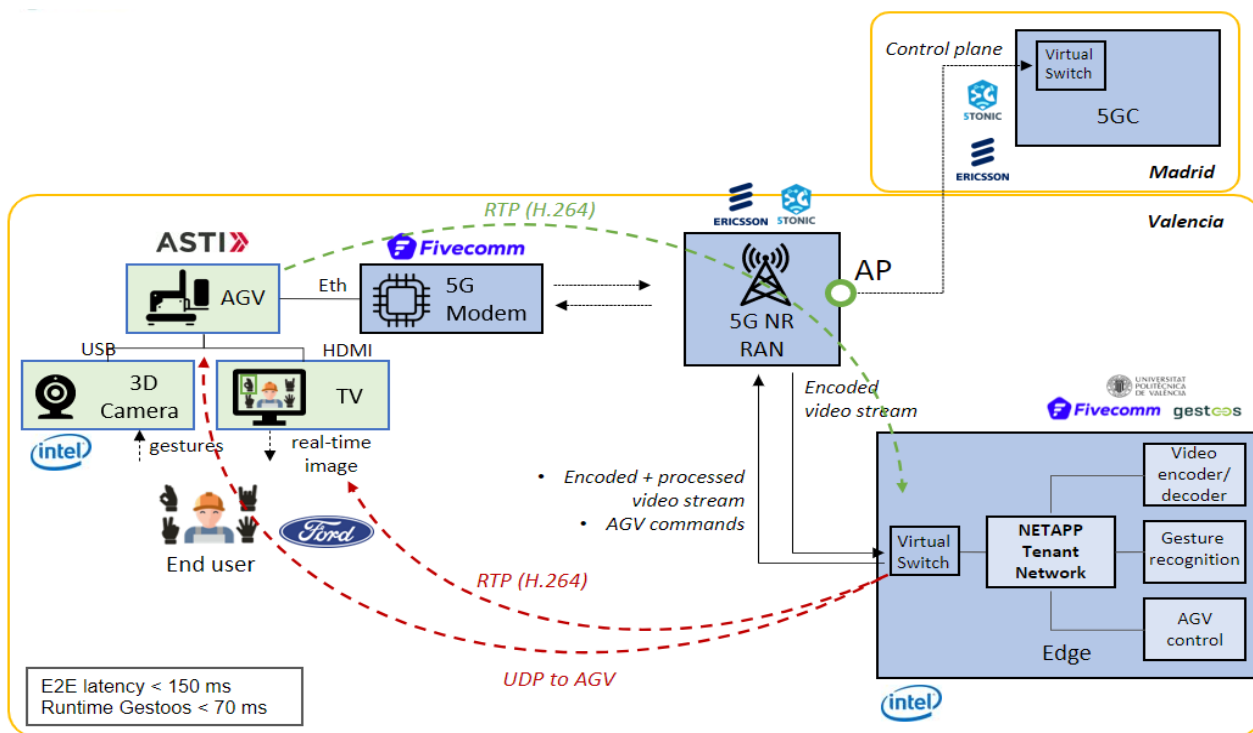 Control plane
Virtual
Switch
5GC
5TONIC
ERICSSON
Madrid
Valencia
RTP (H.264)
ERICSSON
5TONIC
ASTI
Fivecomm
AGV
Eth
5G
Modem
AP
5G NR
RAN
USB
HDMI
3D
Camera
TV
intel
gestures
real-time
image
Encoded
video stream
UNIVERSITAT
POLITÈCNICA
DE VALÈNCIA
Fivecomm
gestoos
• Encoded + processed
video stream
• AGV commands
Ford
End user
Virtual
Switch
NETAPP
Tenant
Network
Video
encoder/
decoder
Gesture
recognition
AGV
control
Edge
RTP (H.264)
UDP to AGV
intel
E2E latency < 150 ms
Runtime Gestoos < 70 ms